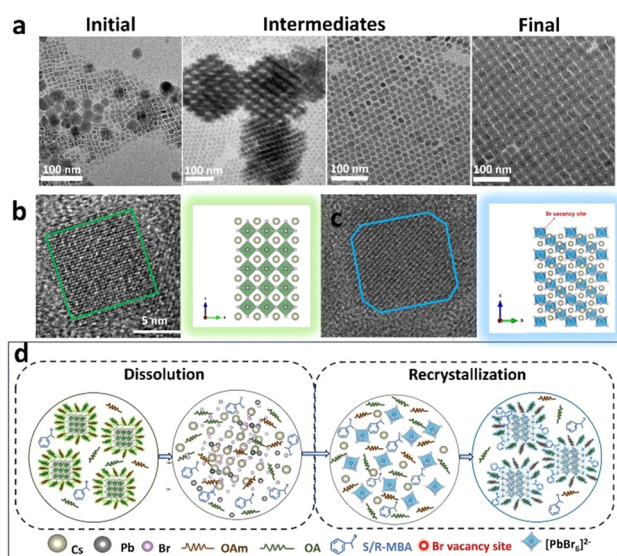 Initial
Intermediates
Final
a
100 nm
100 nm
100 nm
100 nm
b
5 nm
c
Br vacancy site
d
Dissolution
Recrystallization
Cs
Pb
Br
OAm
OA
S/R-MBA
Br vacancy site
[PbBr₆]²⁻